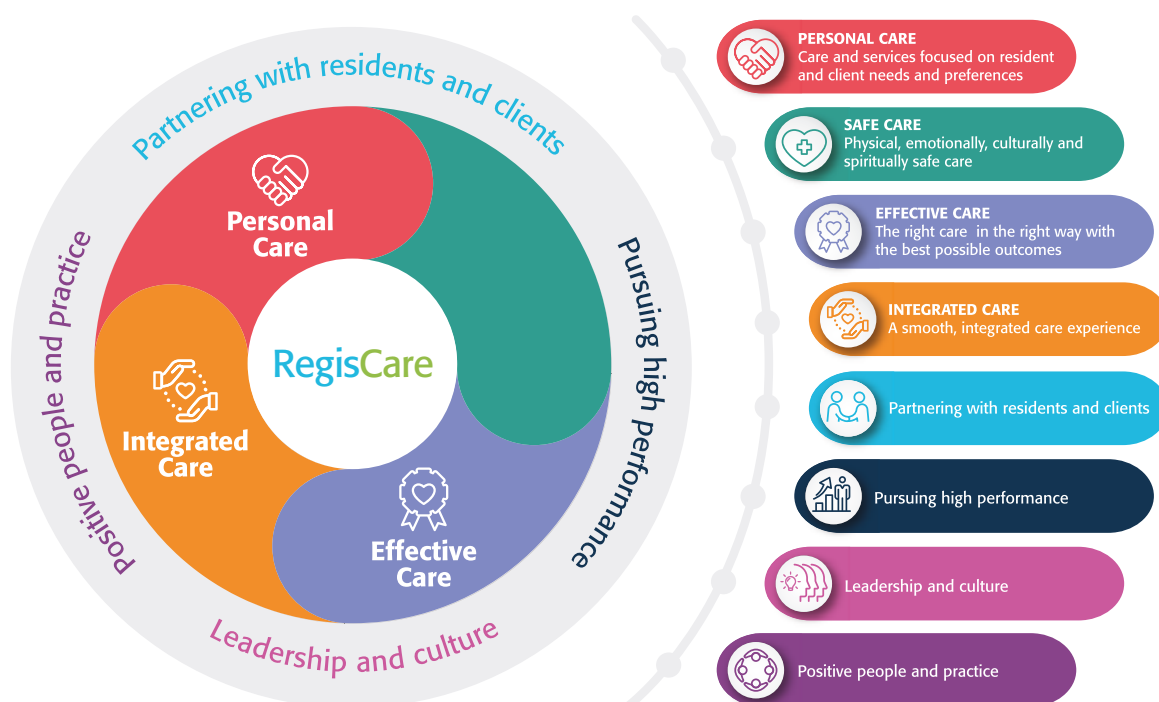 Partnering with residents and clients
Personal
Care
Pursuing high performance
Positive people and practice
RegisCare
Integrated
Care
Effective
Care
Leadership and culture
PERSONAL CARE
Care and services focused on resident
and client needs and preferences
SAFE CARE
Physical, emotionally, culturally and
spiritually safe care
EFFECTIVE CARE
The right care  in the right way with
the best possible outcomes
INTEGRATED CARE
A smooth, integrated care experience
Partnering with residents and clients
Pursuing high performance
Leadership and culture
Positive people and practice